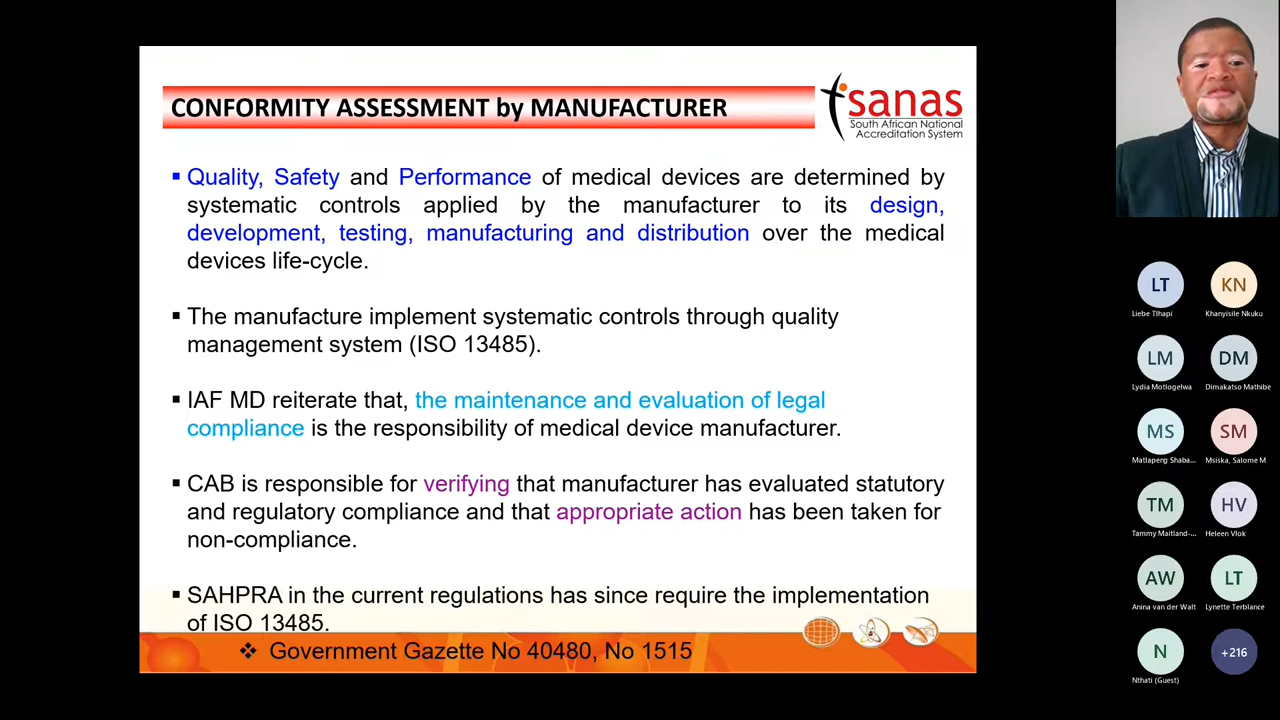 CONFORMITY ASSESSMENT by MANUFACTURER
sanas
South African National
Accreditation System
▪ Quality, Safety and Performance of medical devices are determined by
systematic controls applied by the manufacturer to its design,
development, testing, manufacturing and distribution over the medical
devices life-cycle.
▪ The manufacture implement systematic controls through quality
management system (ISO 13485).
▪ IAF MD reiterate that, the maintenance and evaluation of legal
compliance is the responsibility of medical device manufacturer.
▪ CAB is responsible for verifying that manufacturer has evaluated statutory
and regulatory compliance and that appropriate action has been taken for
non-compliance.
▪ SAHPRA in the current regulations has since require the implementation
of ISO 13485.
❖ Government Gazette No 40480, No 1515
LT
KN
Liebe Tlhapi
Khanyisile Nkuku
LM
DM
Lydia Motlogelwa
Dimakatso Mathibe
MS
SM
Matlapeng Shaba...
Msiska, Salome M
TM
HV
Tammy Maitland-...
Heleen Vlok
AW
LT
Anina van der Walt
Lynette Terblance
N
+216
Nthati (Guest)